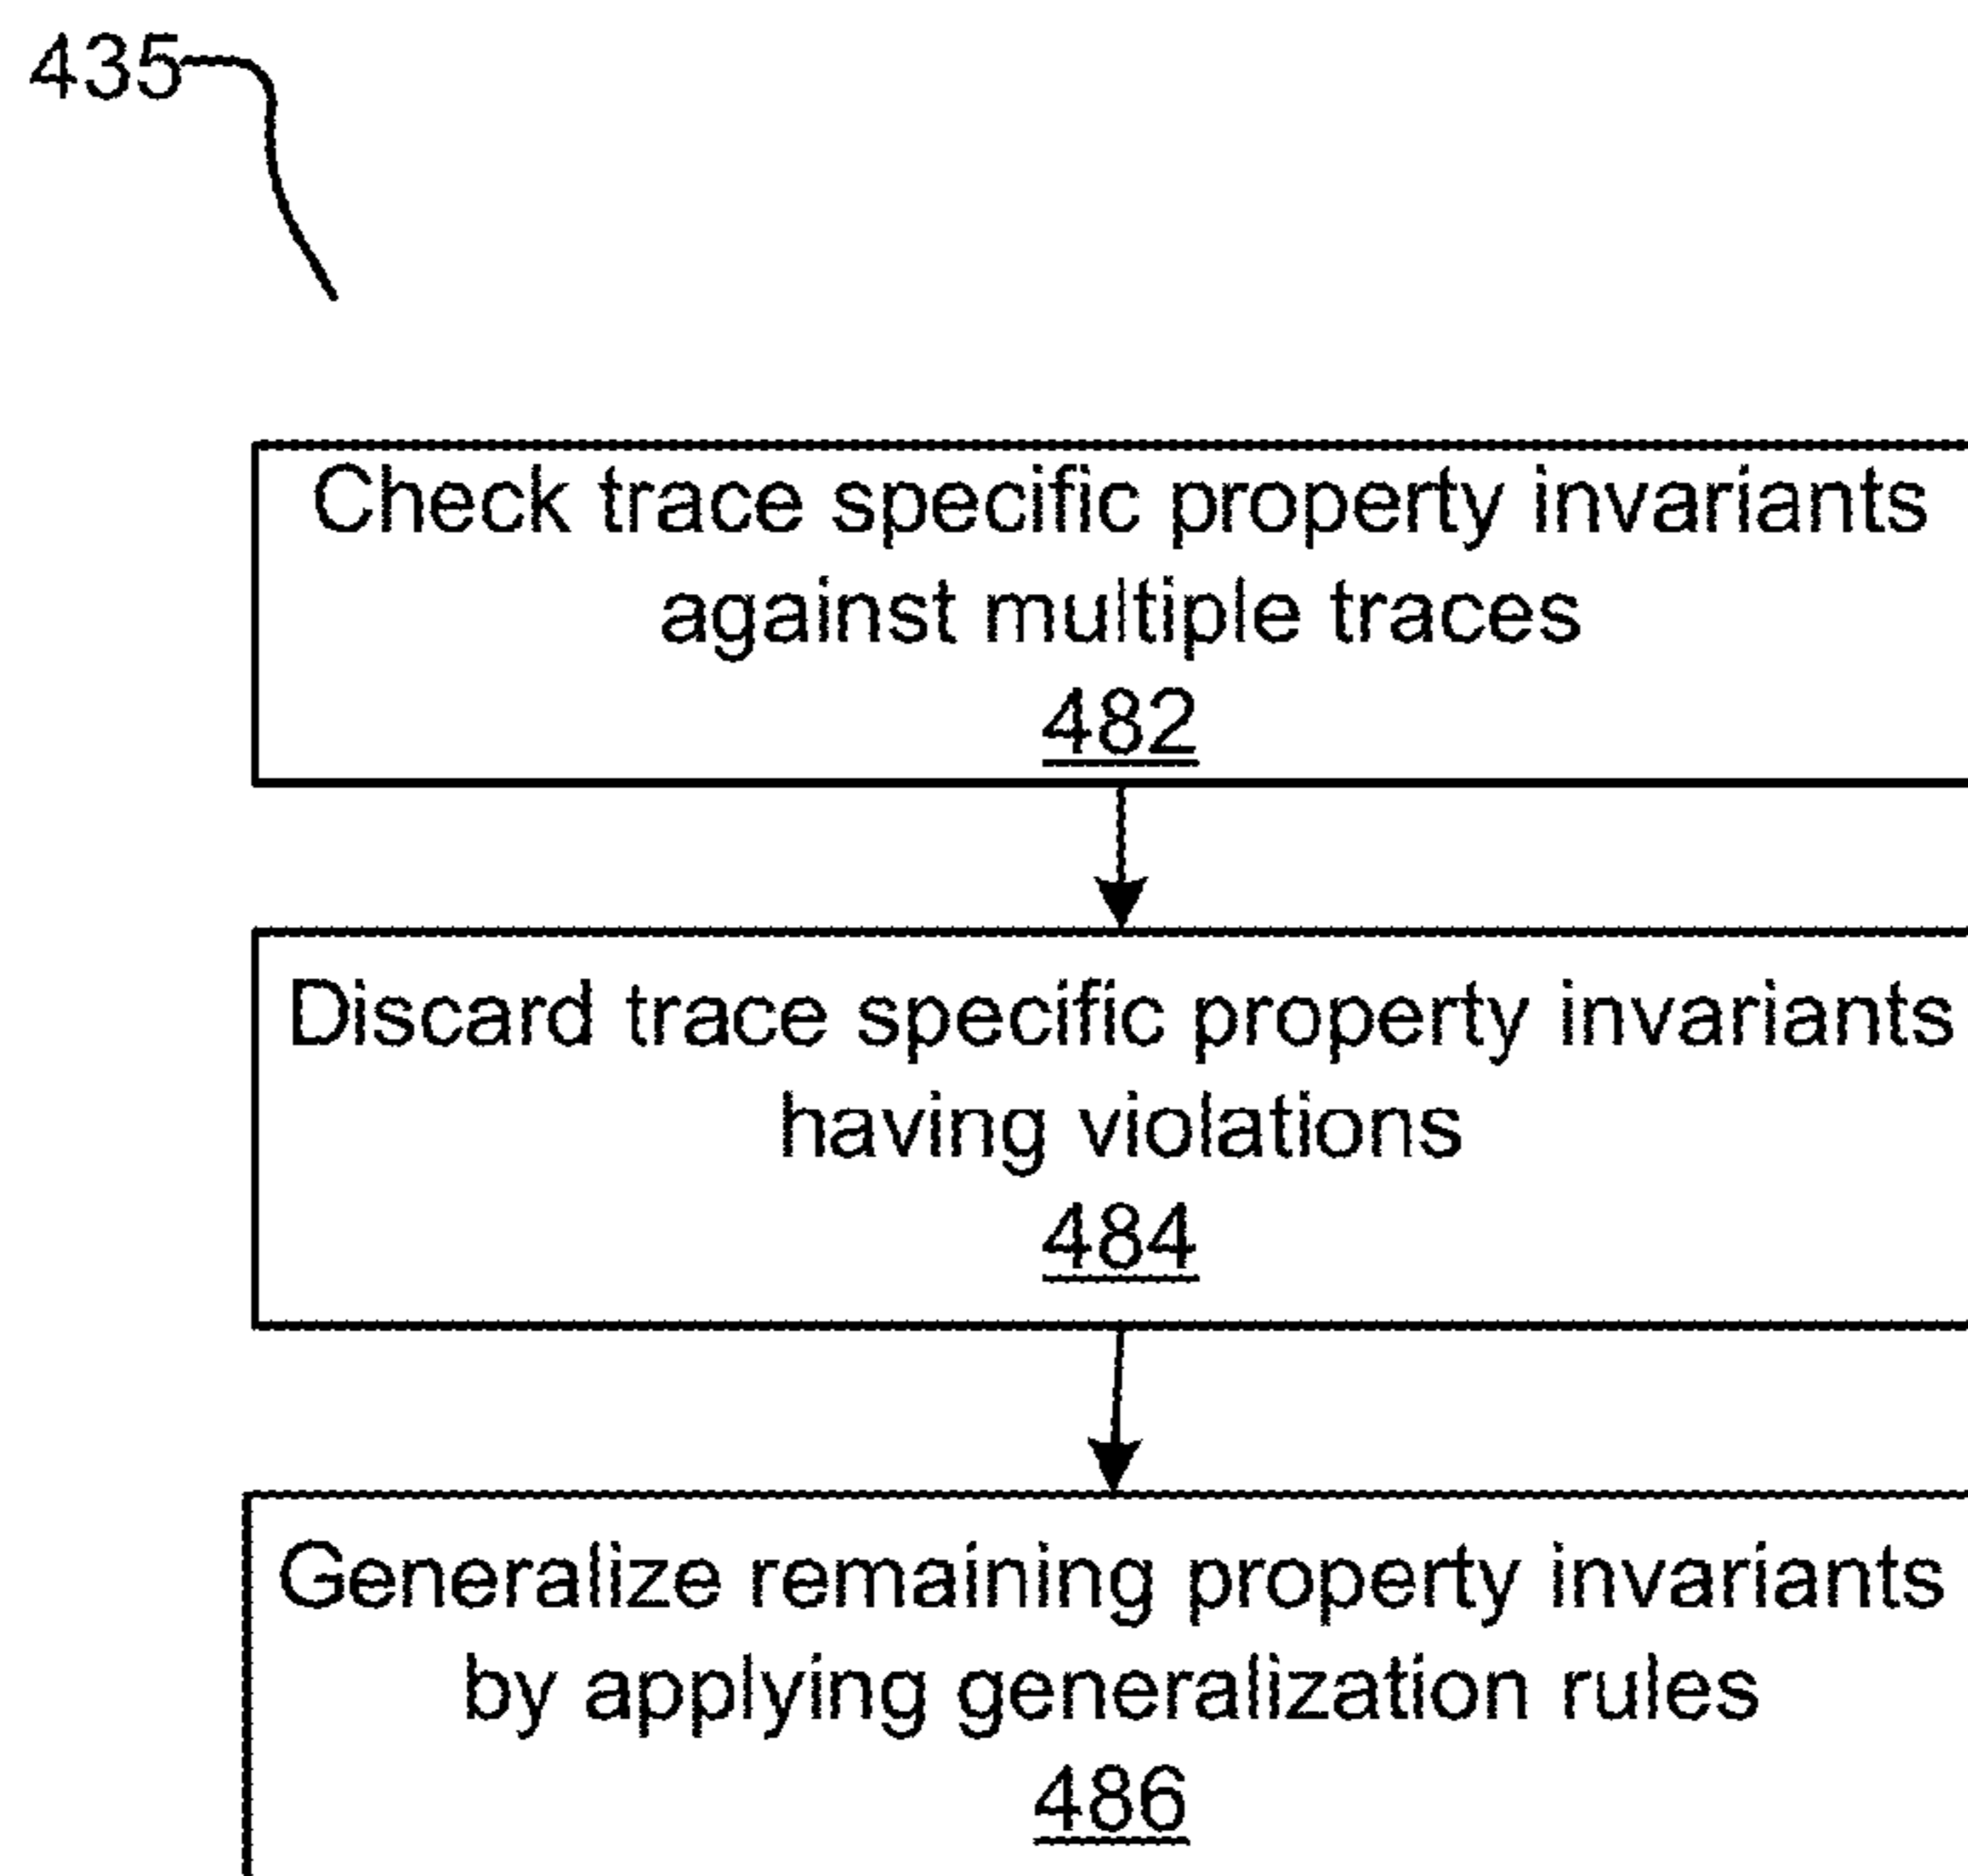 435
Check trace specific property invariants
against multiple traces
482
Discard trace specific property invariants
having violations
484
Generalize remaining property invariants
by applying generalization rules
486